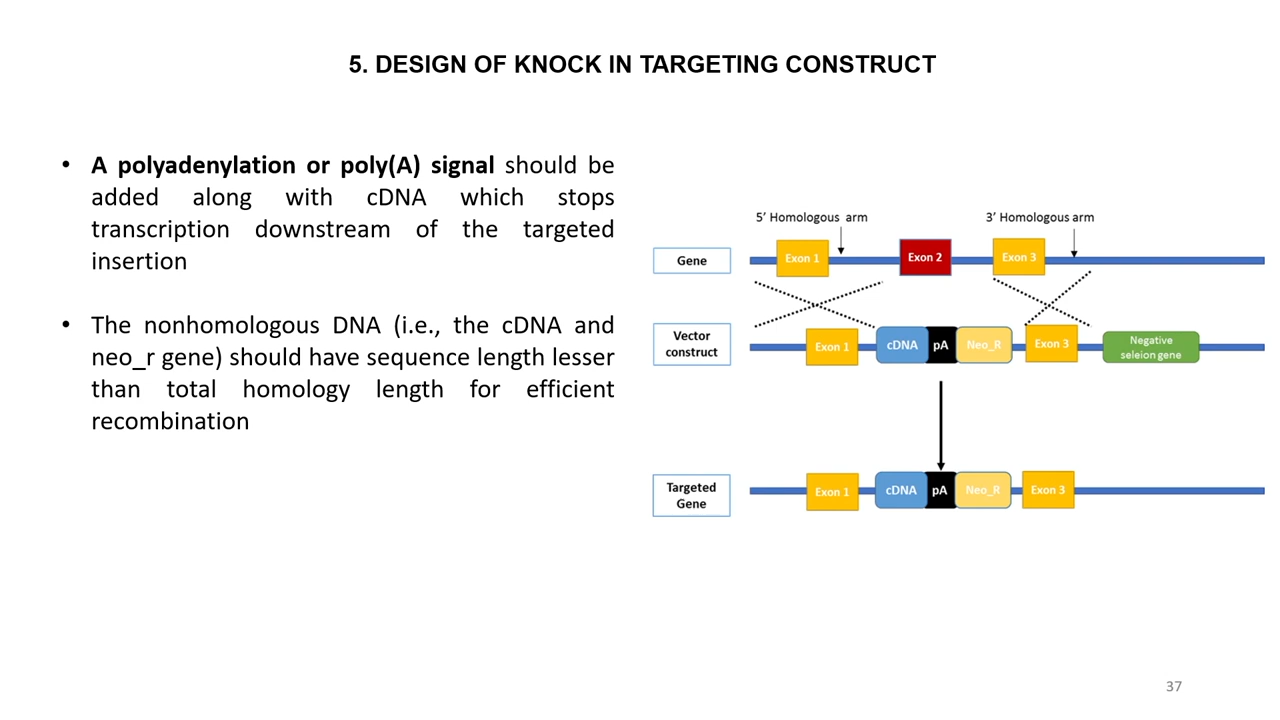 5. DESIGN OF KNOCK IN TARGETING CONSTRUCT
• A polyadenylation or poly(A) signal should be
added along with cDNA which stops
transcription downstream of the targeted
insertion
• The nonhomologous DNA (i.e., the cDNA and
neo_r gene) should have sequence length lesser
than total homology length for efficient
recombination
5’ Homologous arm
3’ Homologous arm
Gene
Exon 1
Exon 2
Exon 3
Vector
construct
Exon 1
cDNA
pA
Neo_R
Exon 3
Negative
seleion gene
Targeted
Gene
Exon 1
cDNA
pA
Neo_R
Exon 3
37